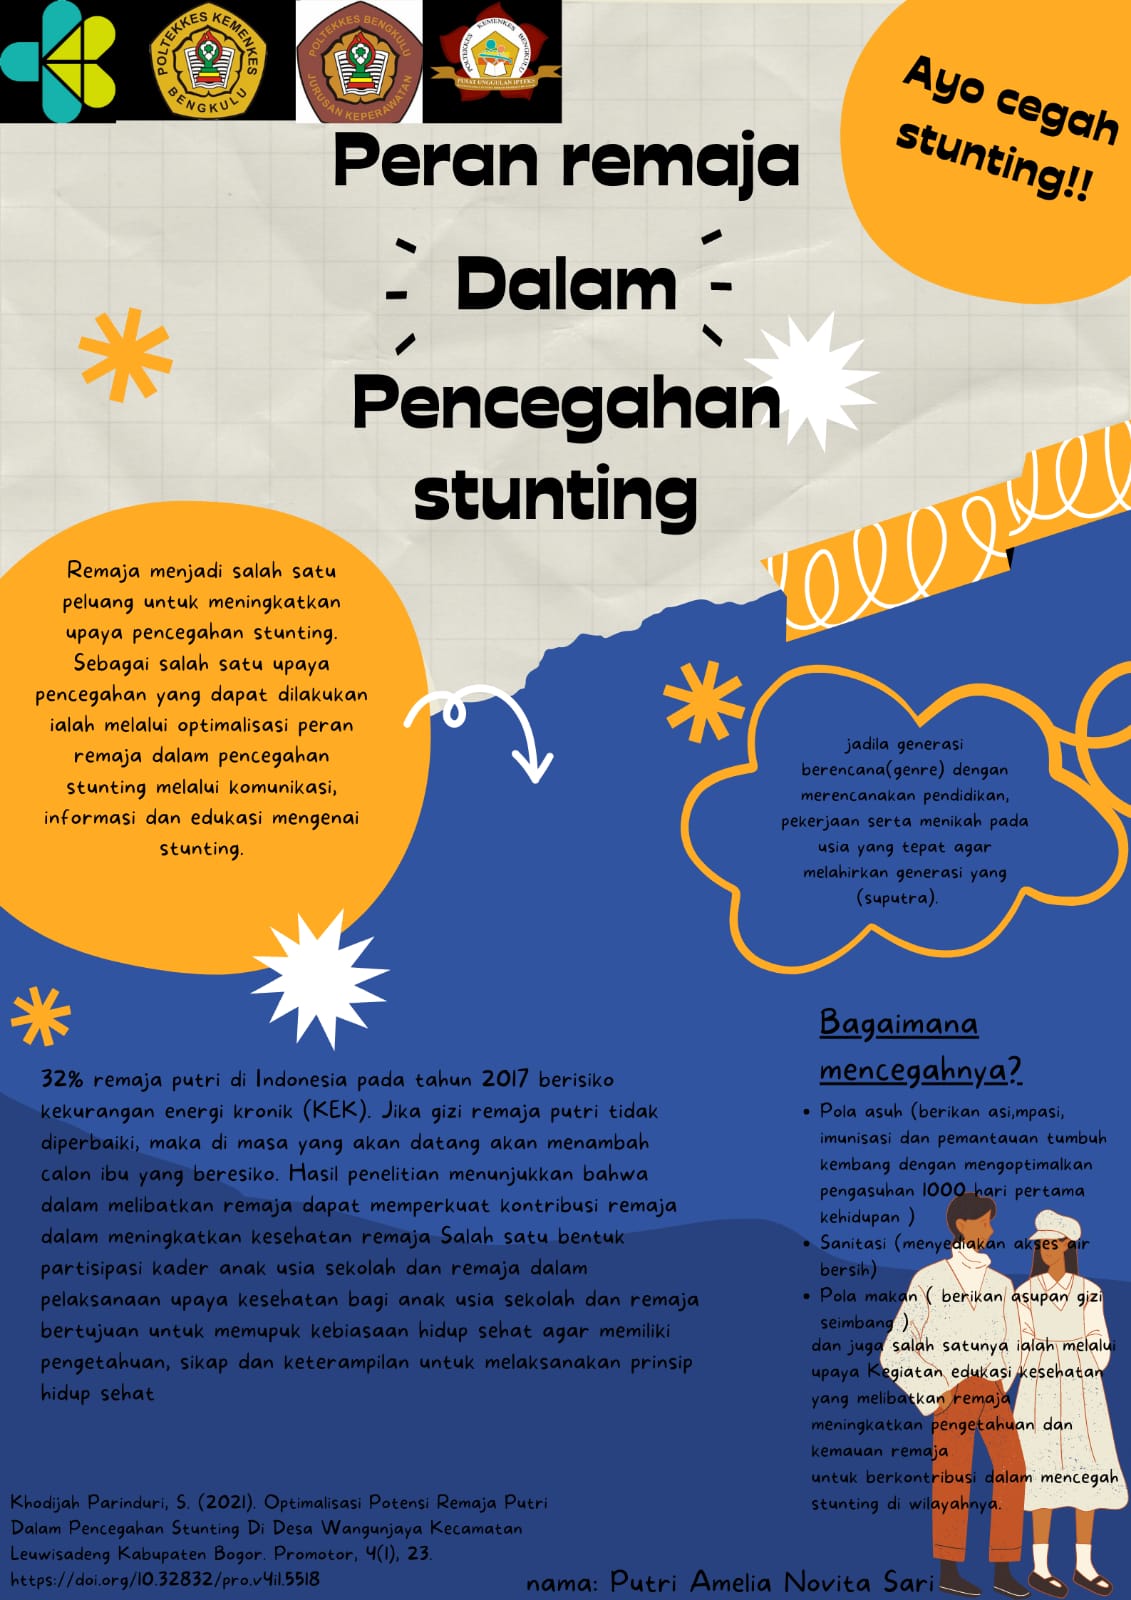 POLTEKKES KEMENKES
BENGKULU
POLTEKKES BENGKULU
JURUSAN KEPERAWATAN
POLTEKKES KEMENKES BENGKULU
PUSAT UNGGULAN IPTEKS
Ayo cegah
stunting!!
Peran remaja
Dalam
Pencegahan
stunting
Remaja menjadi salah satu
peluang untuk meningkatkan
upaya pencegahan stunting.
Sebagai salah satu upaya
pencegahan yang dapat dilakukan
ialah melalui optimalisasi peran
remaja dalam pencegahan
stunting melalui komunikasi,
informasi dan edukasi mengenai
stunting.
jadila generasi
berencana(genre) dengan
merencanakan pendidikan,
pekerjaan serta menikah pada
usia yang tepat agar
melahirkan generasi yang
(suputra).
32% remaja putri di Indonesia pada tahun 2017 berisiko
kekurangan energi kronik (KEK). Jika gizi remaja putri tidak
diperbaiki, maka di masa yang akan datang akan menambah
calon ibu yang beresiko. Hasil penelitian menunjukkan bahwa
dalam melibatkan remaja dapat memperkuat kontribusi remaja
dalam meningkatkan kesehatan remaja Salah satu bentuk
partisipasi kader anak usia sekolah dan remaja dalam
pelaksanaan upaya kesehatan bagi anak usia sekolah dan remaja
bertujuan untuk memupuk kebiasaan hidup sehat agar memiliki
pengetahuan, sikap dan keterampilan untuk melaksanakan prinsip
hidup sehat
Bagaimana
mencegahnya?
• Pola asuh (berikan asi,mpasi,
imunisasi dan pemantauan tumbuh
kembang dengan mengoptimalkan
pengasuhan 1000 hari pertama
kehidupan )
• Sanitasi (menyediakan akses air
bersih)
• Pola makan ( berikan asupan gizi
seimbang )
dan juga salah satunya ialah melalui
upaya Kegiatan edukasi kesehatan
yang melibatkan remaja
meningkatkan pengetahuan dan
kemauan remaja
untuk berkontribusi dalam mencegah
stunting di wilayahnya.
Khodijah Parinduri, S. (2021). Optimalisasi Potensi Remaja Putri
Dalam Pencegahan Stunting Di Desa Wangunjaya Kecamatan
Leuwisadeng Kabupaten Bogor. Promotor, 4(1), 23.
https://doi.org/10.32832/pro.v4i1.5518
nama: Putri Amelia Novita Sari